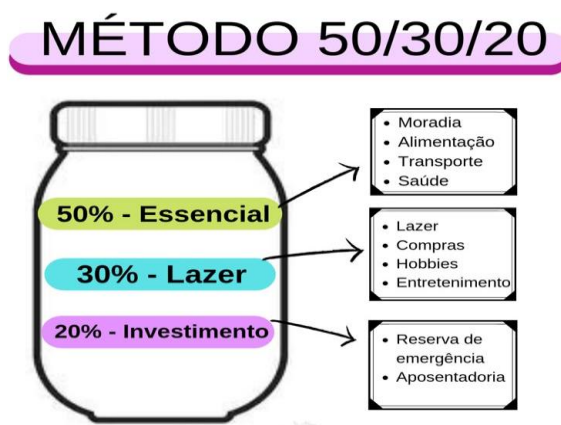 MÉTODO 50/30/20
50% - Essencial
• Moradia
• Alimentação
• Transporte
• Saúde
30% - Lazer
• Lazer
• Compras
• Hobbies
• Entretenimento
20% - Investimento
• Reserva de
emergência
• Aposentadoria